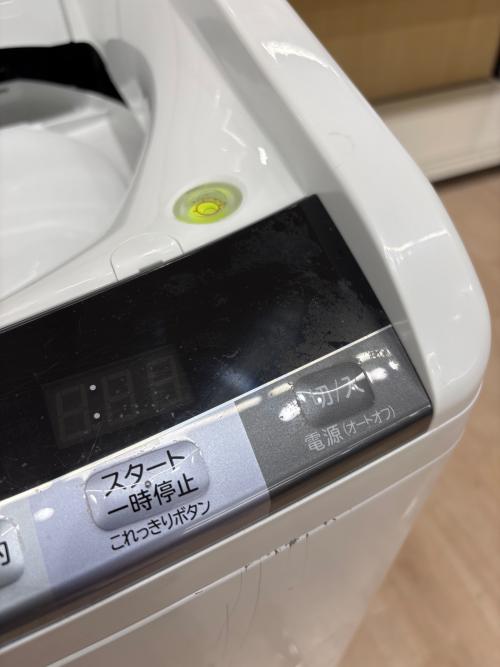 切/入
電源(オートオフ)
スタート
一時停止
これっきりボタン
約